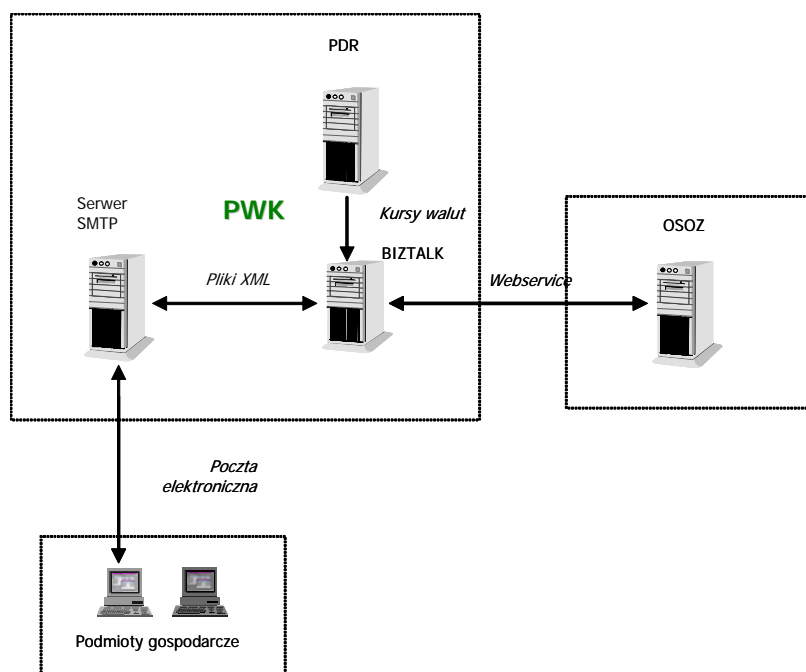 PDR
Serwer
SMTP
PWK
Kursy walut
OSOZ
BIZTALK
Pliki XML
Webservice
Poczta
elektroniczna
Podmioty gospodarcze